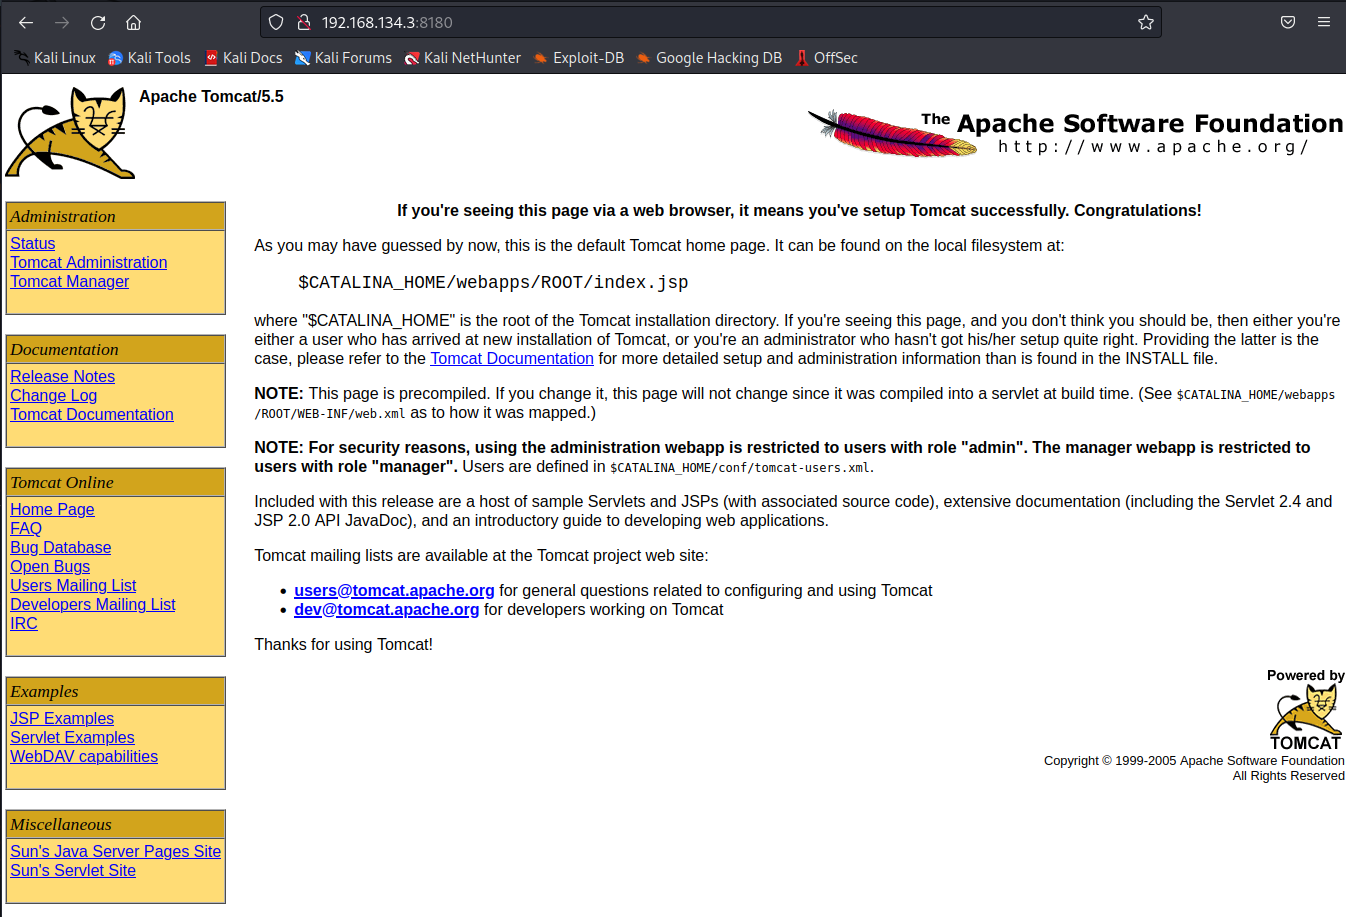 192.168.134.3:8180
Kali Linux Kali Tools Kali Docs Kali Forums Kali NetHunter Exploit-DB Google Hacking DB OffSec
Apache Tomcat/5.5
The Apache Software Foundation
http://www.apache.org/
Administration
Status
Tomcat Administration
Tomcat Manager
Documentation
Release Notes
Change Log
Tomcat Documentation
Tomcat Online
Home Page
FAQ
Bug Database
Open Bugs
Users Mailing List
Developers Mailing List
IRC
Examples
JSP Examples
Servlet Examples
WebDAV capabilities
Miscellaneous
Sun's Java Server Pages Site
Sun's Servlet Site
If you're seeing this page via a web browser, it means you've setup Tomcat successfully. Congratulations!
As you may have guessed by now, this is the default Tomcat home page. It can be found on the local filesystem at:
$CATALINA_HOME/webapps/ROOT/index.jsp
where "$CATALINA_HOME" is the root of the Tomcat installation directory. If you're seeing this page, and you don't think you should be, then either you're
either a user who has arrived at new installation of Tomcat, or you're an administrator who hasn't got his/her setup quite right. Providing the latter is the
case, please refer to the Tomcat Documentation for more detailed setup and administration information than is found in the INSTALL file.
NOTE: This page is precompiled. If you change it, this page will not change since it was compiled into a servlet at build time. (See $CATALINA_HOME/webapps
/ROOT/WEB-INF/web.xml as to how it was mapped.)
NOTE: For security reasons, using the administration webapp is restricted to users with role "admin". The manager webapp is restricted to
users with role "manager". Users are defined in $CATALINA_HOME/conf/tomcat-users.xml.
Included with this release are a host of sample Servlets and JSPs (with associated source code), extensive documentation (including the Servlet 2.4 and
JSP 2.0 API JavaDoc), and an introductory guide to developing web applications.
Tomcat mailing lists are available at the Tomcat project web site:
• users@tomcat.apache.org for general questions related to configuring and using Tomcat
• dev@tomcat.apache.org for developers working on Tomcat
Thanks for using Tomcat!
Powered by
TOMCAT
Copyright © 1999-2005 Apache Software Foundation
All Rights Reserved